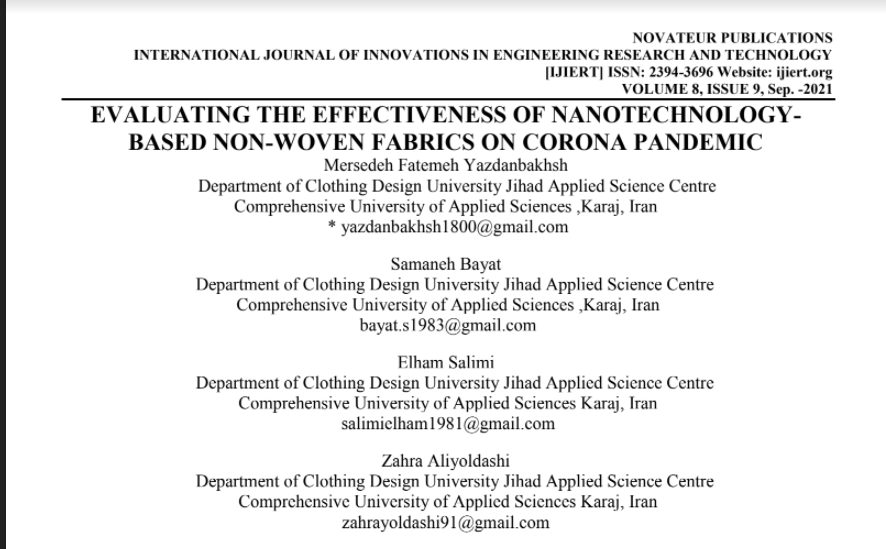 NOVATEUR PUBLICATIONS
INTERNATIONAL JOURNAL OF INNOVATIONS IN ENGINEERING RESEARCH AND TECHNOLOGY
[IJIERT] ISSN: 2394-3696 Website: ijiert.org
VOLUME 8, ISSUE 9, Sep. -2021
EVALUATING THE EFFECTIVENESS OF NANOTECHNOLOGY-
BASED NON-WOVEN FABRICS ON CORONA PANDEMIC
Mersedeh Fatemeh Yazdanbakhsh
Department of Clothing Design University Jihad Applied Science Centre
Comprehensive University of Applied Sciences ,Karaj, Iran
* yazdanbakhsh1800@gmail.com
Samaneh Bayat
Department of Clothing Design University Jihad Applied Science Centre
Comprehensive University of Applied Sciences ,Karaj, Iran
bayat.s1983@gmail.com
Elham Salimi
Department of Clothing Design University Jihad Applied Science Centre
Comprehensive University of Applied Sciences Karaj, Iran
salimielham1981@gmail.com
Zahra Aliyoldashi
Department of Clothing Design University Jihad Applied Science Centre
Comprehensive University of Applied Sciences Karaj, Iran
zahrayoldashi91@gmail.com